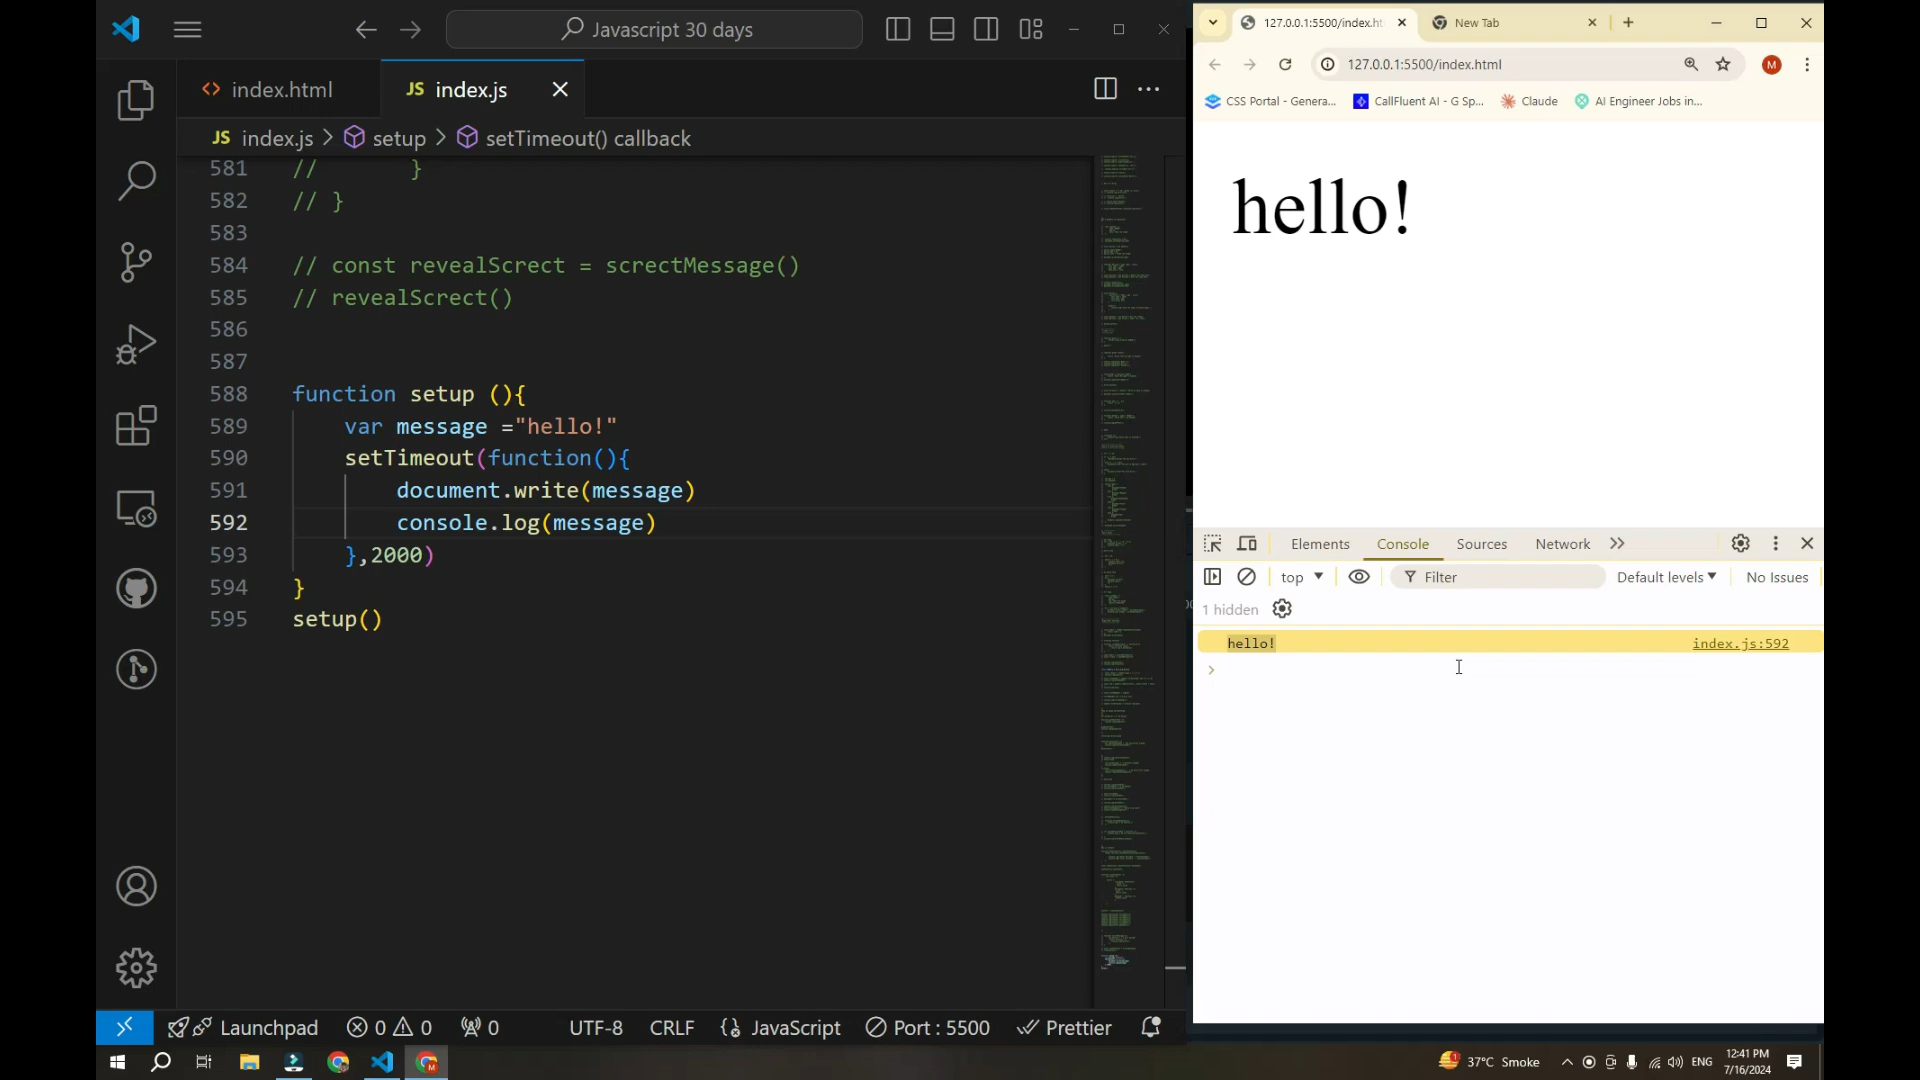 Javascript 30 days
<> index.html
JS index.js
JS index.js > setup > setTimeout() callback
581 // }
582 // }
583
584 // const revealScrect = screctMessage()
585 // revealScrect()
586
587
588 function setup (){
589 var message ="hello!"
590 setTimeout(function(){
591 document.write(message)
592 console.log(message)
593 },2000)
594 }
595 setup()
Launchpad 0 0 0 UTF-8 CRLF {} JavaScript Port : 5500 Prettier
127.0.0.1:5500/index.ht
New Tab
127.0.0.1:5500/index.html
M
CSS Portal - Genera...
CallFluent AI - G Sp...
Claude
AI Engineer Jobs in...
hello!
Elements Console Sources Network
top Filter Default levels No Issues
1 hidden
hello! index.js:592
>
37°C Smoke
ENG
12:41 PM
7/16/2024